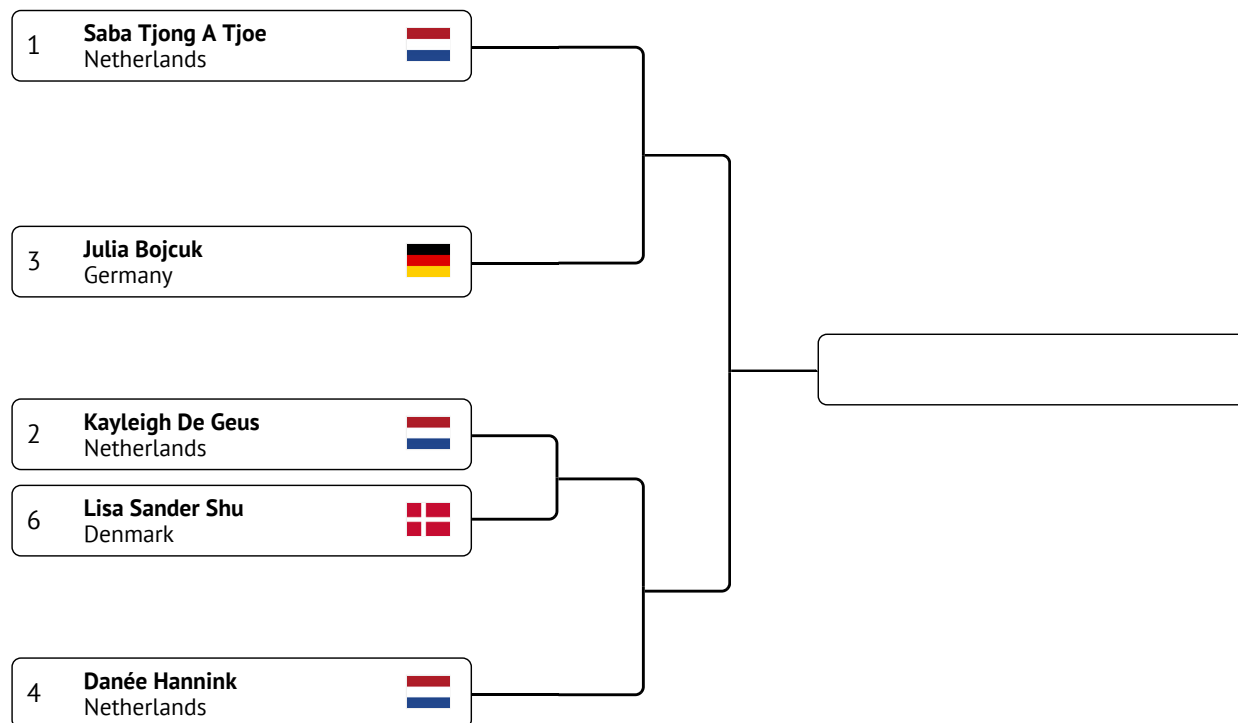 1
Saba Tjong A Tjoe
Netherlands
3
Julia Bojcuk
Germany
2
Kayleigh De Geus
Netherlands
6
Lisa Sander Shu
Denmark
4
Danée Hannink
Netherlands